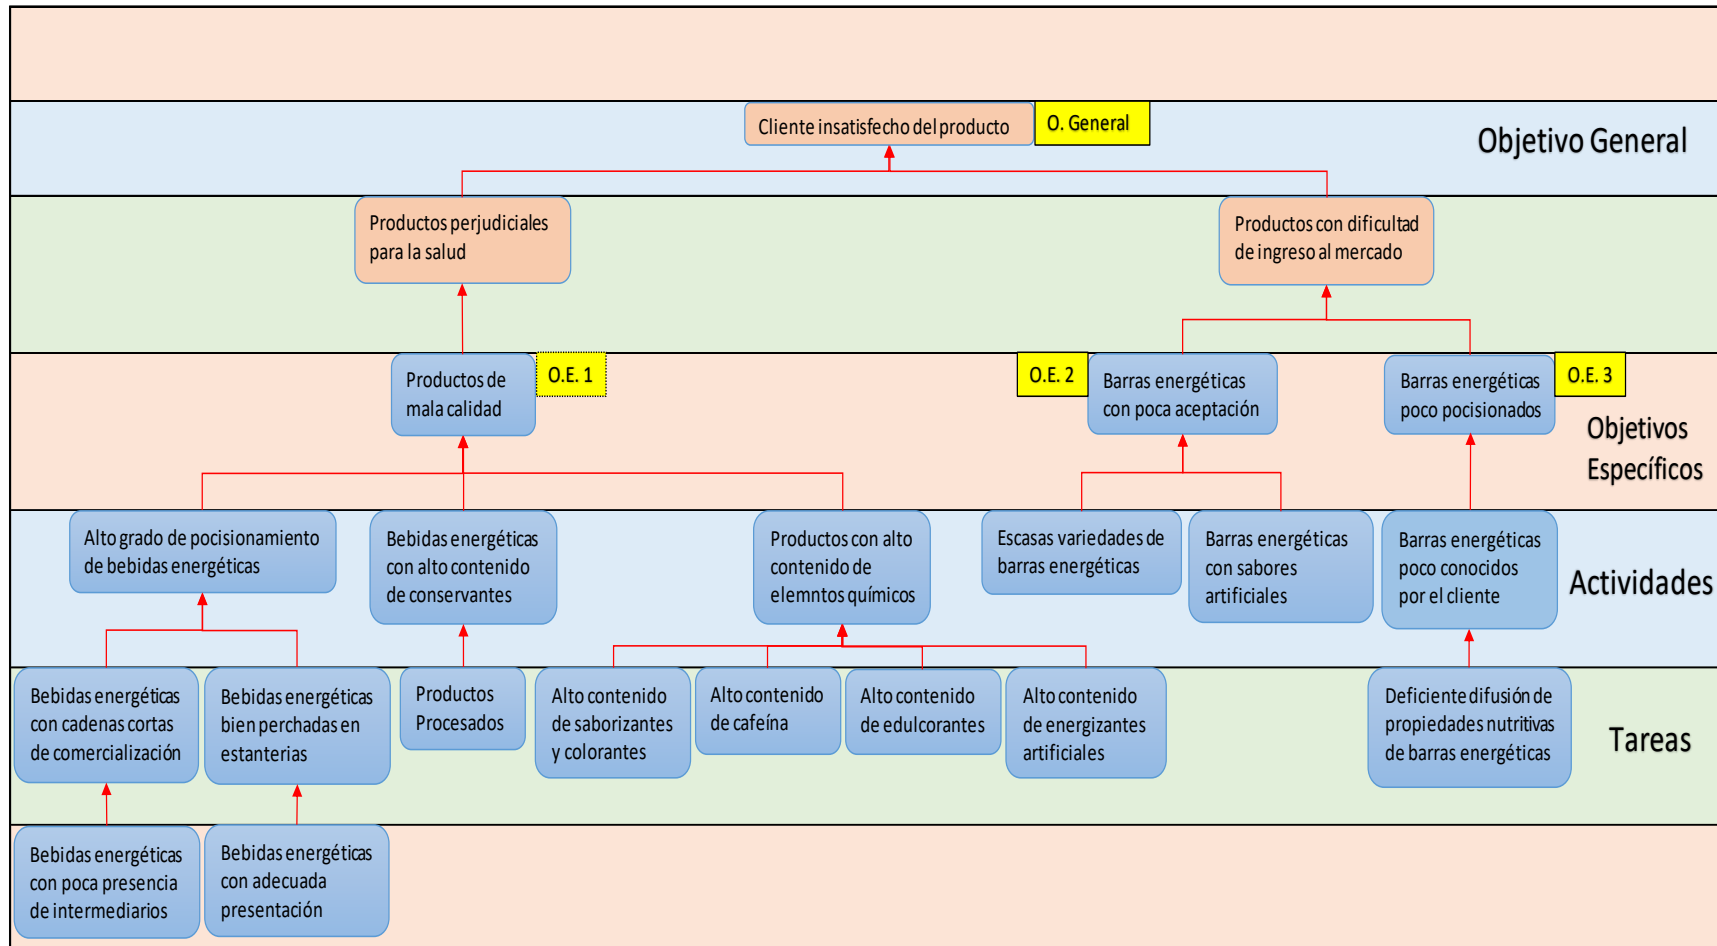 Cliente insatisfecho del producto
O. General
Objetivo General
Productos perjudiciales
para la salud
Productos con dificultad
de ingreso al mercado
Productos de
mala calidad
O.E. 1
O.E. 2
Barras energéticas
con poca aceptación
Barras energéticas
poco pocisionados
O.E. 3
Objetivos
Específicos
Alto grado de pocisionamiento
de bebidas energéticas
Bebidas energéticas
con alto contenido
de conservantes
Productos con alto
contenido de
elemntos químicos
Escasas variedades de
barras energéticas
Barras energéticas
con sabores
artificiales
Barras energéticas
poco conocidos
por el cliente
Actividades
Bebidas energéticas
con cadenas cortas
de comercialización
Bebidas energéticas
bien perchadas en
estanterias
Productos
Procesados
Alto contenido
de saborizantes
y colorantes
Alto contenido
de cafeína
Alto contenido
de edulcorantes
Alto contenido
de energizantes
artificiales
Deficiente difusión de
propiedades nutritivas
de barras energéticas
Tareas
Bebidas energéticas
con poca presencia
de intermediarios
Bebidas energéticas
con adecuada
presentación